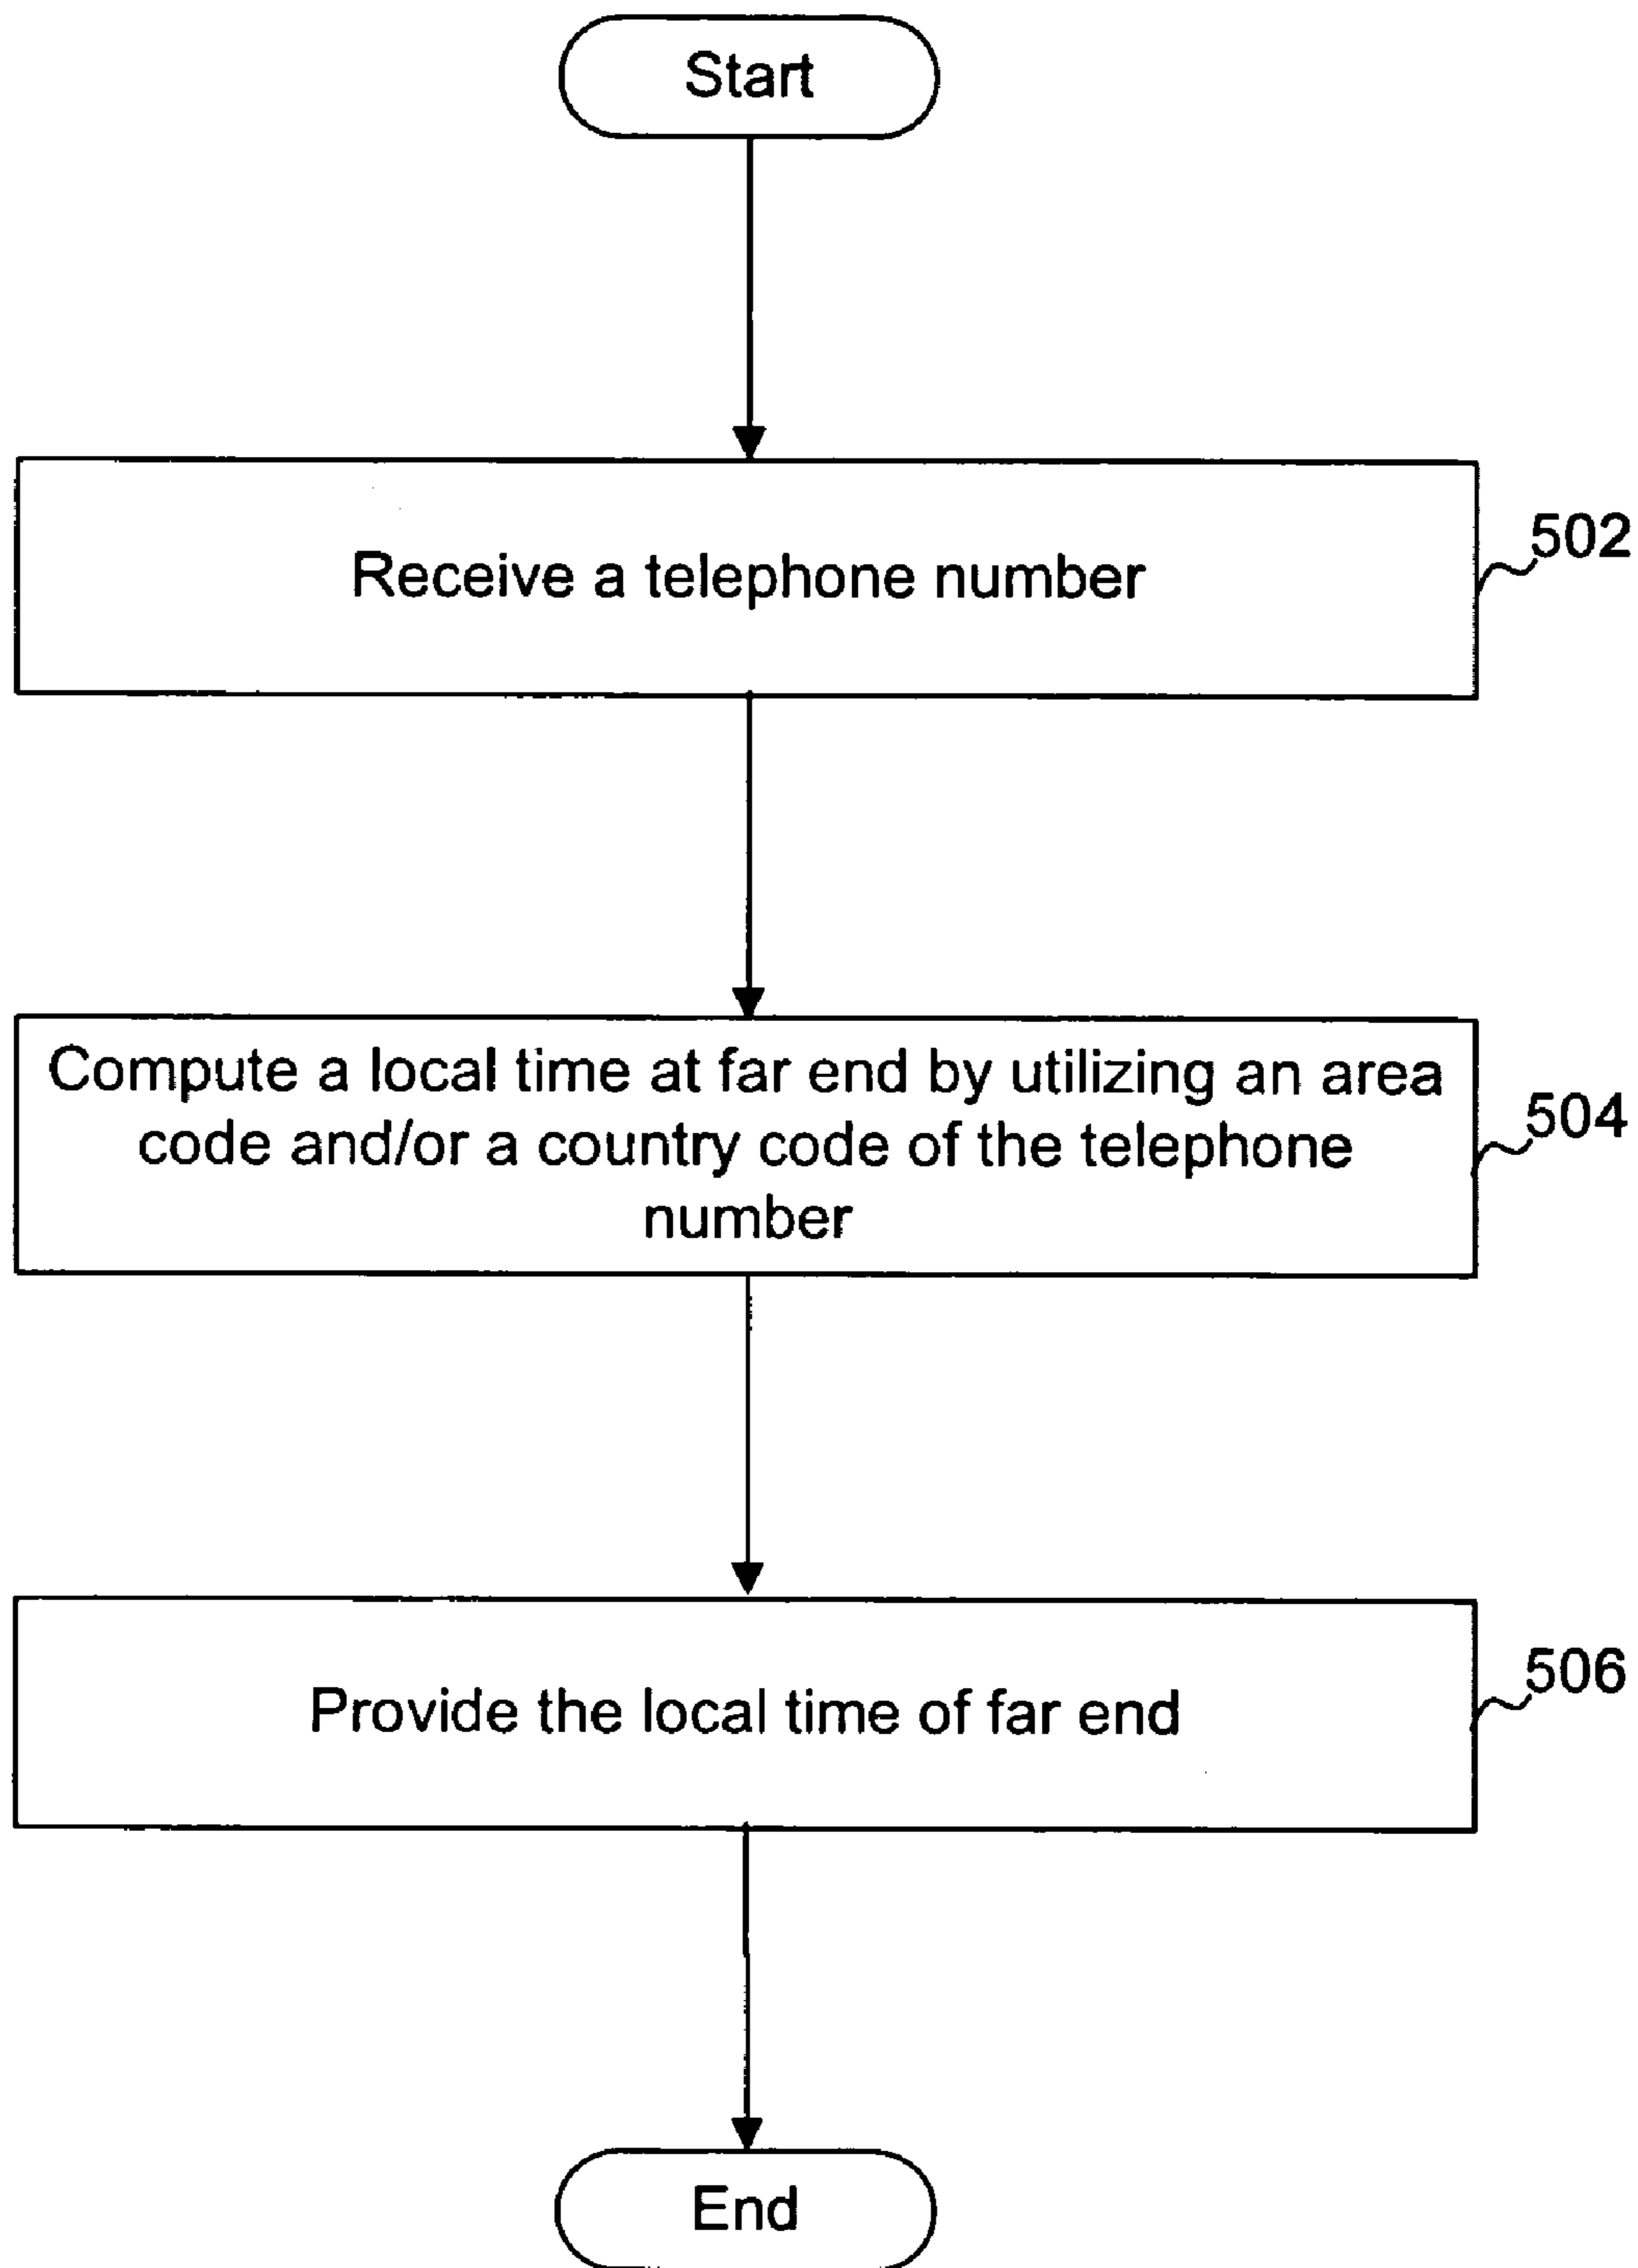 Start
Receive a telephone number
502
Compute a local time at far end by utilizing an area
code and/or a country code of the telephone
number
504
Provide the local time of far end
506
End